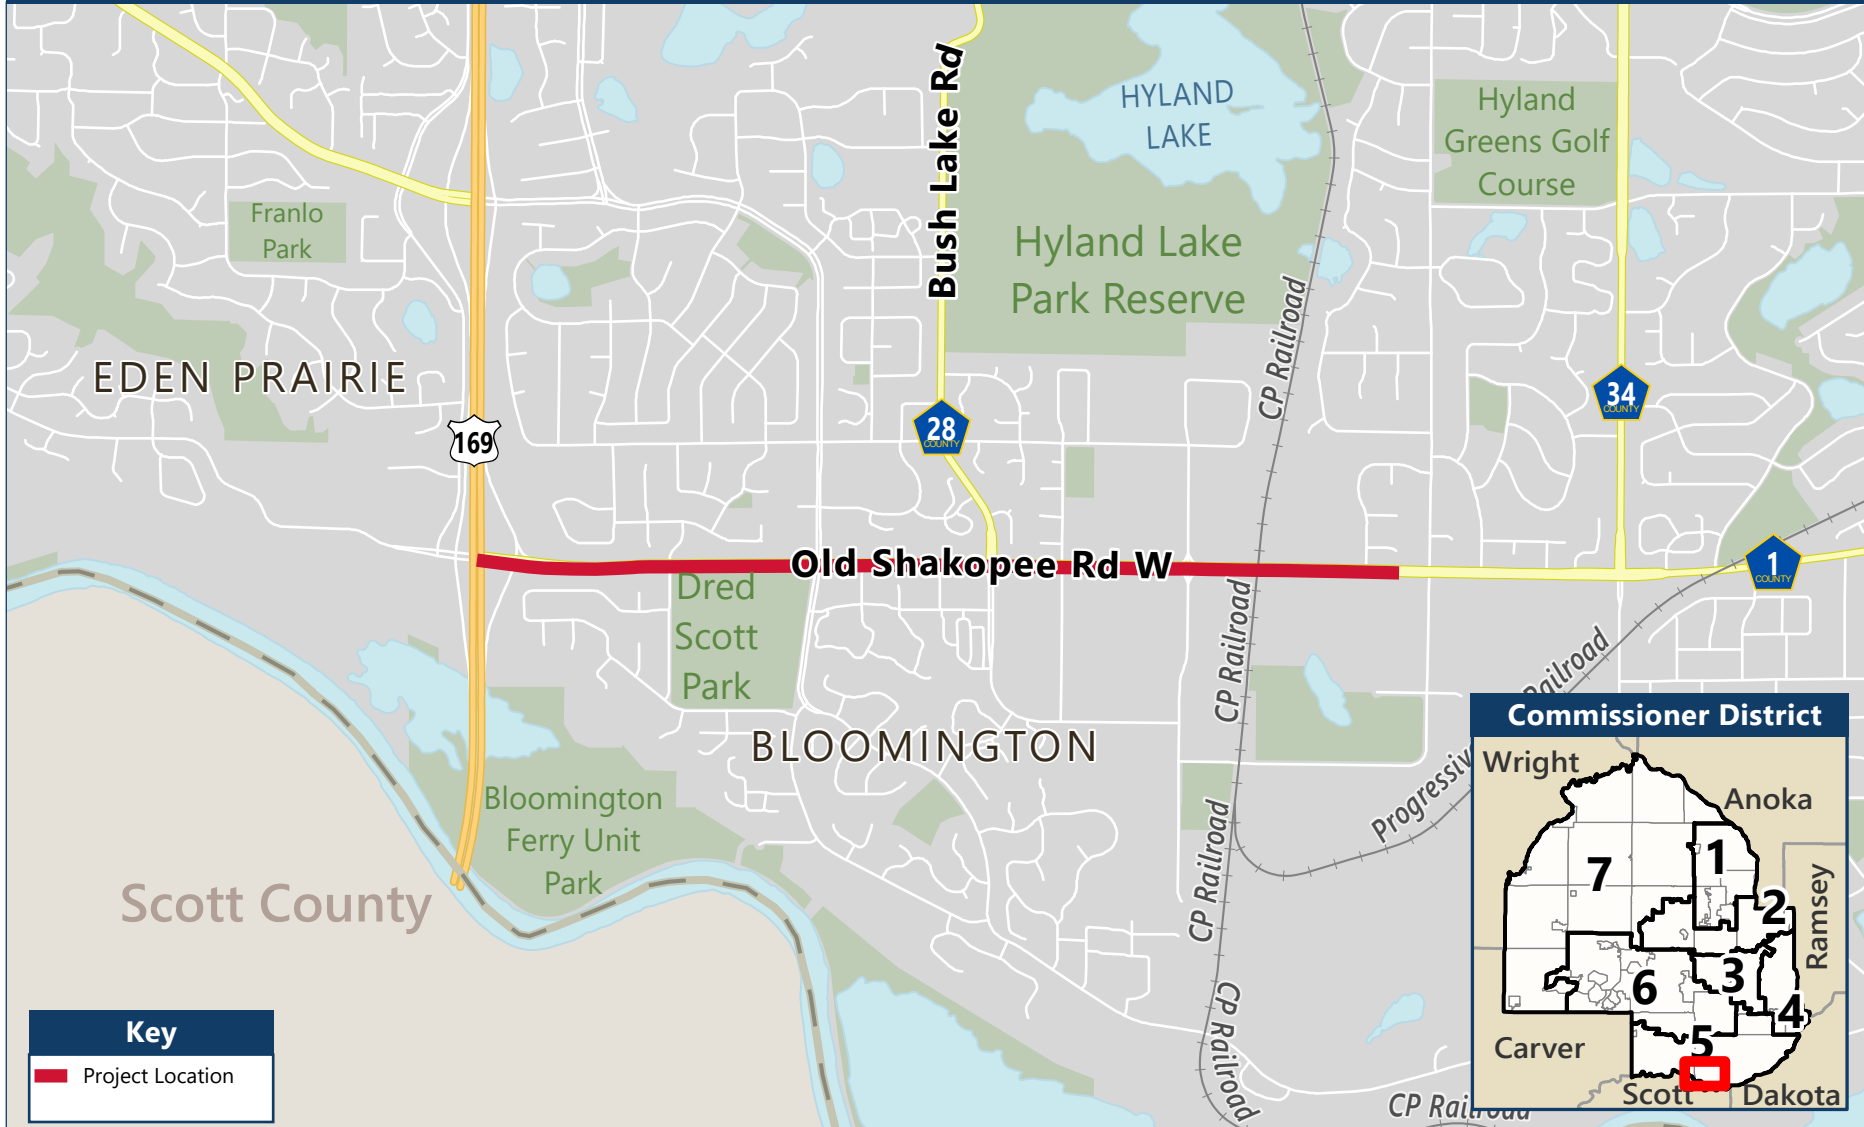 HYLAND
LAKE
Hyland
Greens Golf
Course
Bush Lake Rd
Franlo
Park
Hyland Lake
Park Reserve
CP Railroad
EDEN PRAIRIE
34
COUNTY
169
28
COUNTY
Old Shakopee Rd W
1
COUNTY
Dred
Scott
Park
CP Railroad
BLOOMINGTON
Progressiv
Railroad
Bloomington
Ferry Unit
Park
CP Railroad
Scott County
CP Railroad
CP Railroad
Key
Project Location
Commissioner District
Wright
Anoka
1
7
2
Ramsey
3
6
4
5
Carver
Scott
Dakota